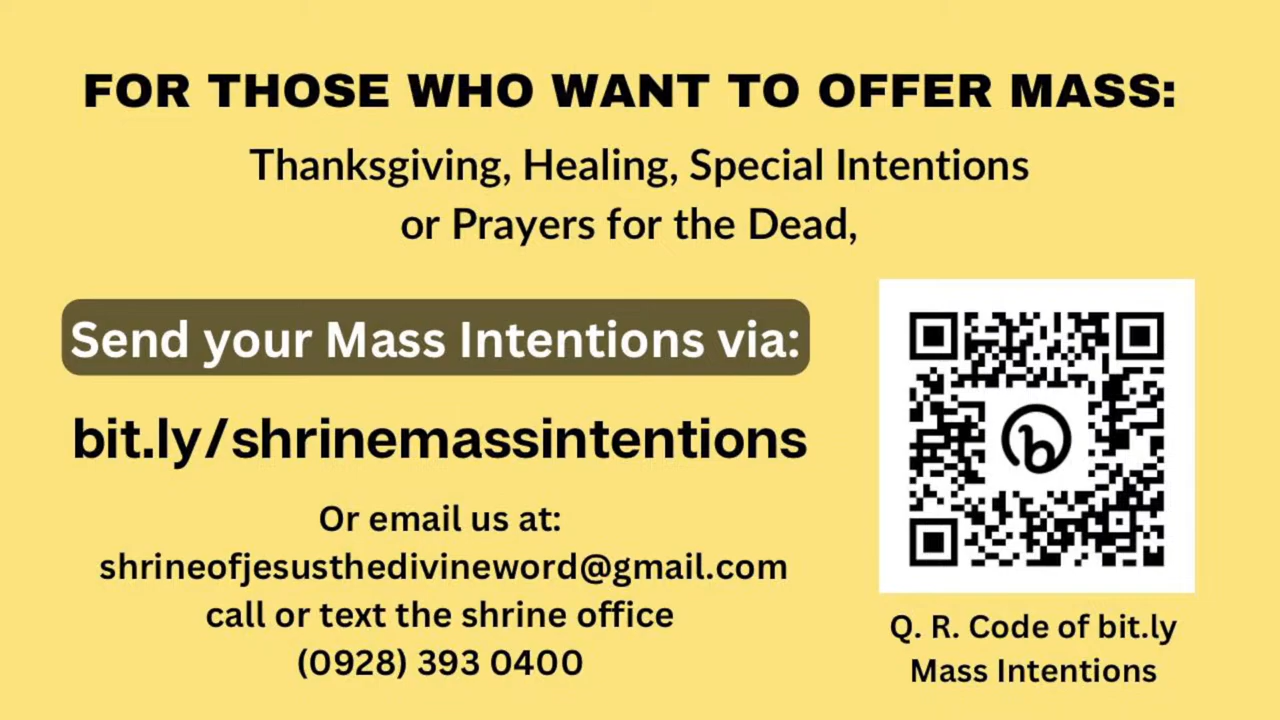 FOR THOSE WHO WANT TO OFFER MASS:
Thanksgiving, Healing, Special Intentions
or Prayers for the Dead,
Send your Mass Intentions via:
bit.ly/shrinemassintentions
Or email us at:
shrineofjesusthedivineword@gmail.com
call or text the shrine office
(0928) 393 0400
b
Q. R. Code of bit.ly
Mass Intentions